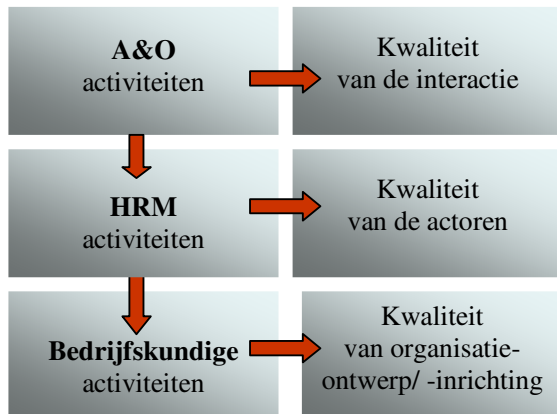 A&O
activiteiten
Kwaliteit
van de interactie
HRM
activiteiten
Kwaliteit
van de actoren
Bedrijfskundige
activiteiten
Kwaliteit
van organisatie-
ontwerp/ -inrichting